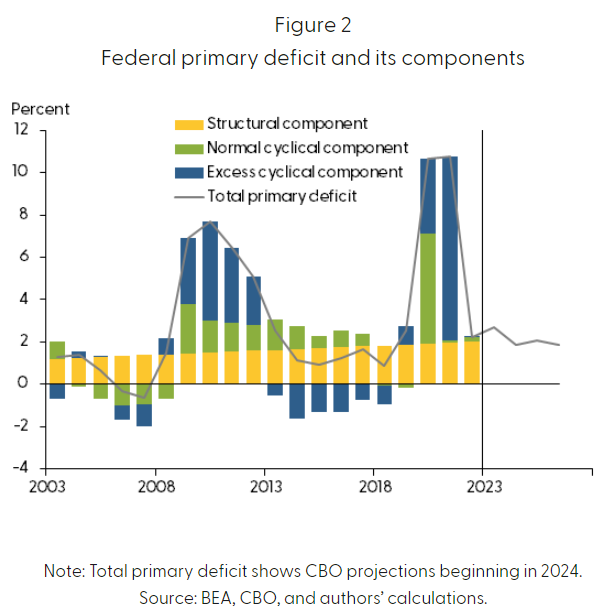 Figure 2
Federal primary deficit and its components
Percent
12
10
8
6
4
2
0
-2
-4
Structural component
Normal cyclical component
Excess cyclical component
Total primary deficit
2003 2008 2013 2018 2023
Note: Total primary deficit shows CBO projections beginning in 2024.
Source: BEA, CBO, and authors' calculations.